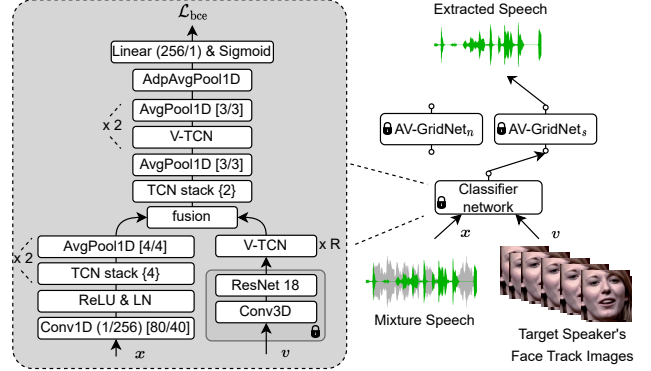 ℒbce
Linear (256/1) & Sigmoid
AdpAvgPool1D
AvgPool1D [3/3]
x 2
V-TCN
AvgPool1D [3/3]
TCN stack {2}
fusion
AvgPool1D [4/4]
x 2
TCN stack {4}
ReLU & LN
Conv1D (1/256) [80/40]
x
V-TCN
x R
ResNet 18
Conv3D
v
Extracted Speech
AV-GridNetn
AV-GridNets
Classifier
network
x
v
Mixture Speech
Target Speaker's
Face Track Images